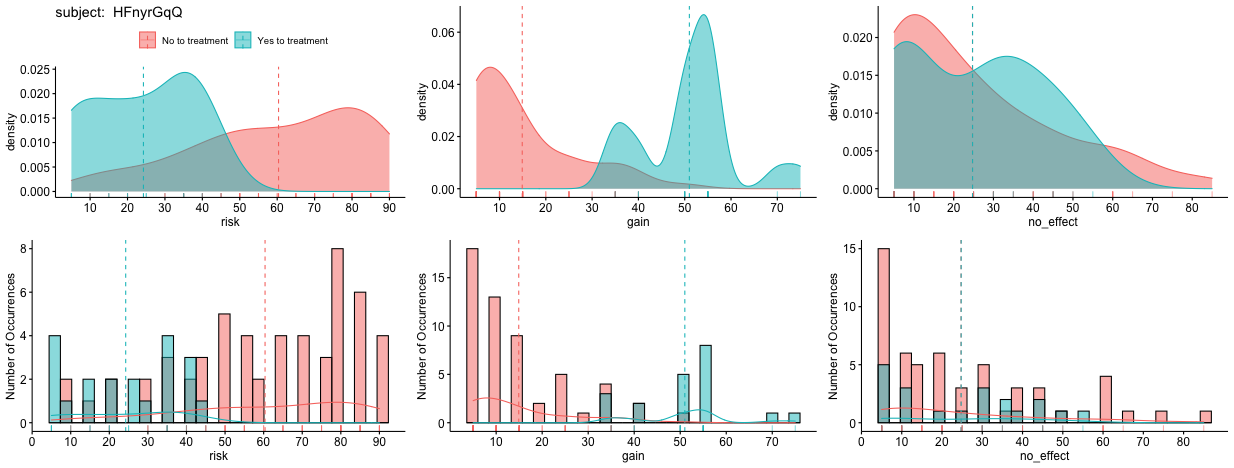 subject: HFnyrGqQ
No to treatment Yes to treatment
density
0.025
0.020
0.015
0.010
0.005
0.000
10 20 30 40 50 60 70 80 90
risk
density
0.06
0.04
0.02
0.00
10 20 30 40 50 60 70
gain
density
0.020
0.015
0.010
0.005
0.000
10 20 30 40 50 60 70 80
no_effect
Number of Occurrences
8
6
4
2
0
0 10 20 30 40 50 60 70 80 90
risk
Number of Occurrences
15
10
5
0
10 20 30 40 50 60 70
gain
Number of Occurrences
15
10
5
0
0 10 20 30 40 50 60 70 80
no_effect